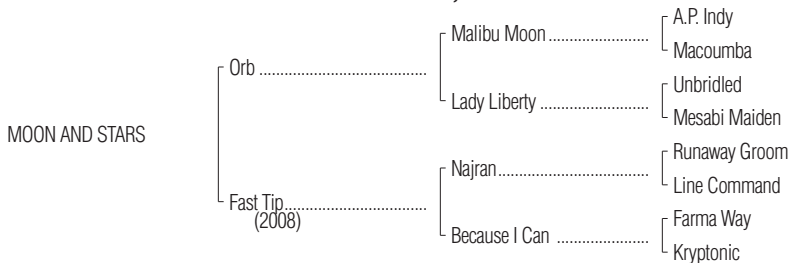 A.P. Indy
Malibu Moon ........................
Macoumba
Orb ........................................
Unbridled
Lady Liberty ..........................
Mesabi Maiden
MOON AND STARS
Runaway Groom
Najran....................................
Line Command
Fast Tip..................................
(2008)
Farma Way
Because I Can ......................
Kryptonic